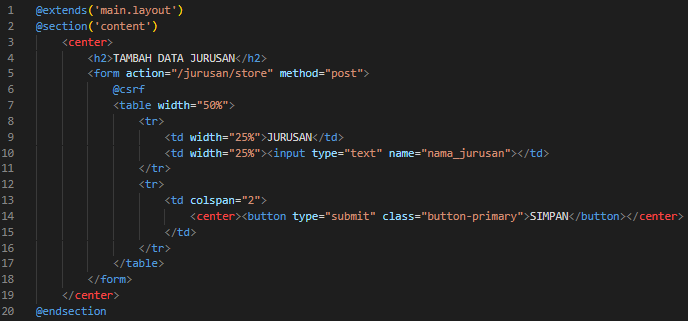 1 @extends('main.layout')
2 @section('content')
3     <center>
4         <h2>TAMBAH DATA JURUSAN</h2>
5         <form action="/jurusan/store" method="post">
6             @csrf
7             <table width="50%">
8                 <tr>
9                     <td width="25%">JURUSAN</td>
10                     <td width="25%"><input type="text" name="nama_jurusan"></td>
11                 </tr>
12                 <tr>
13                     <td colspan="2">
14                         <center><button type="submit" class="button-primary">SIMPAN</button></center>
15                     </td>
16                 </tr>
17             </table>
18         </form>
19     </center>
20 @endsection